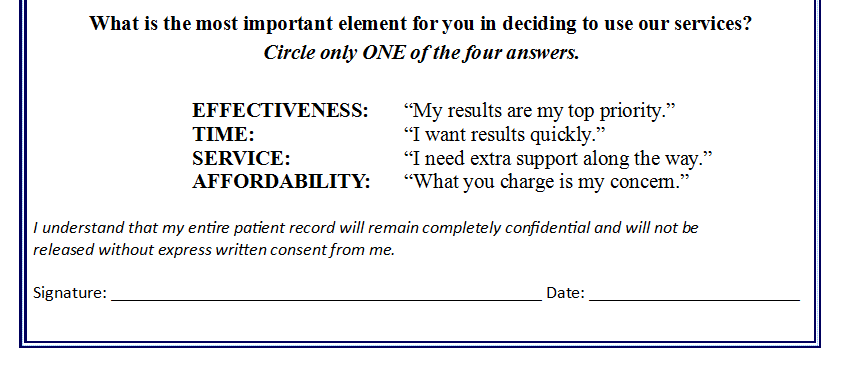 What is the most important element for you in deciding to use our services?
Circle only ONE of the four answers.
EFFECTIVENESS: “My results are my top priority.”
TIME: “I want results quickly.”
SERVICE: “I need extra support along the way.”
AFFORDABILITY: “What you charge is my concern.”
I understand that my entire patient record will remain completely confidential and will not be
released without express written consent from me.
Signature: ______________________________________________ Date: ______________________